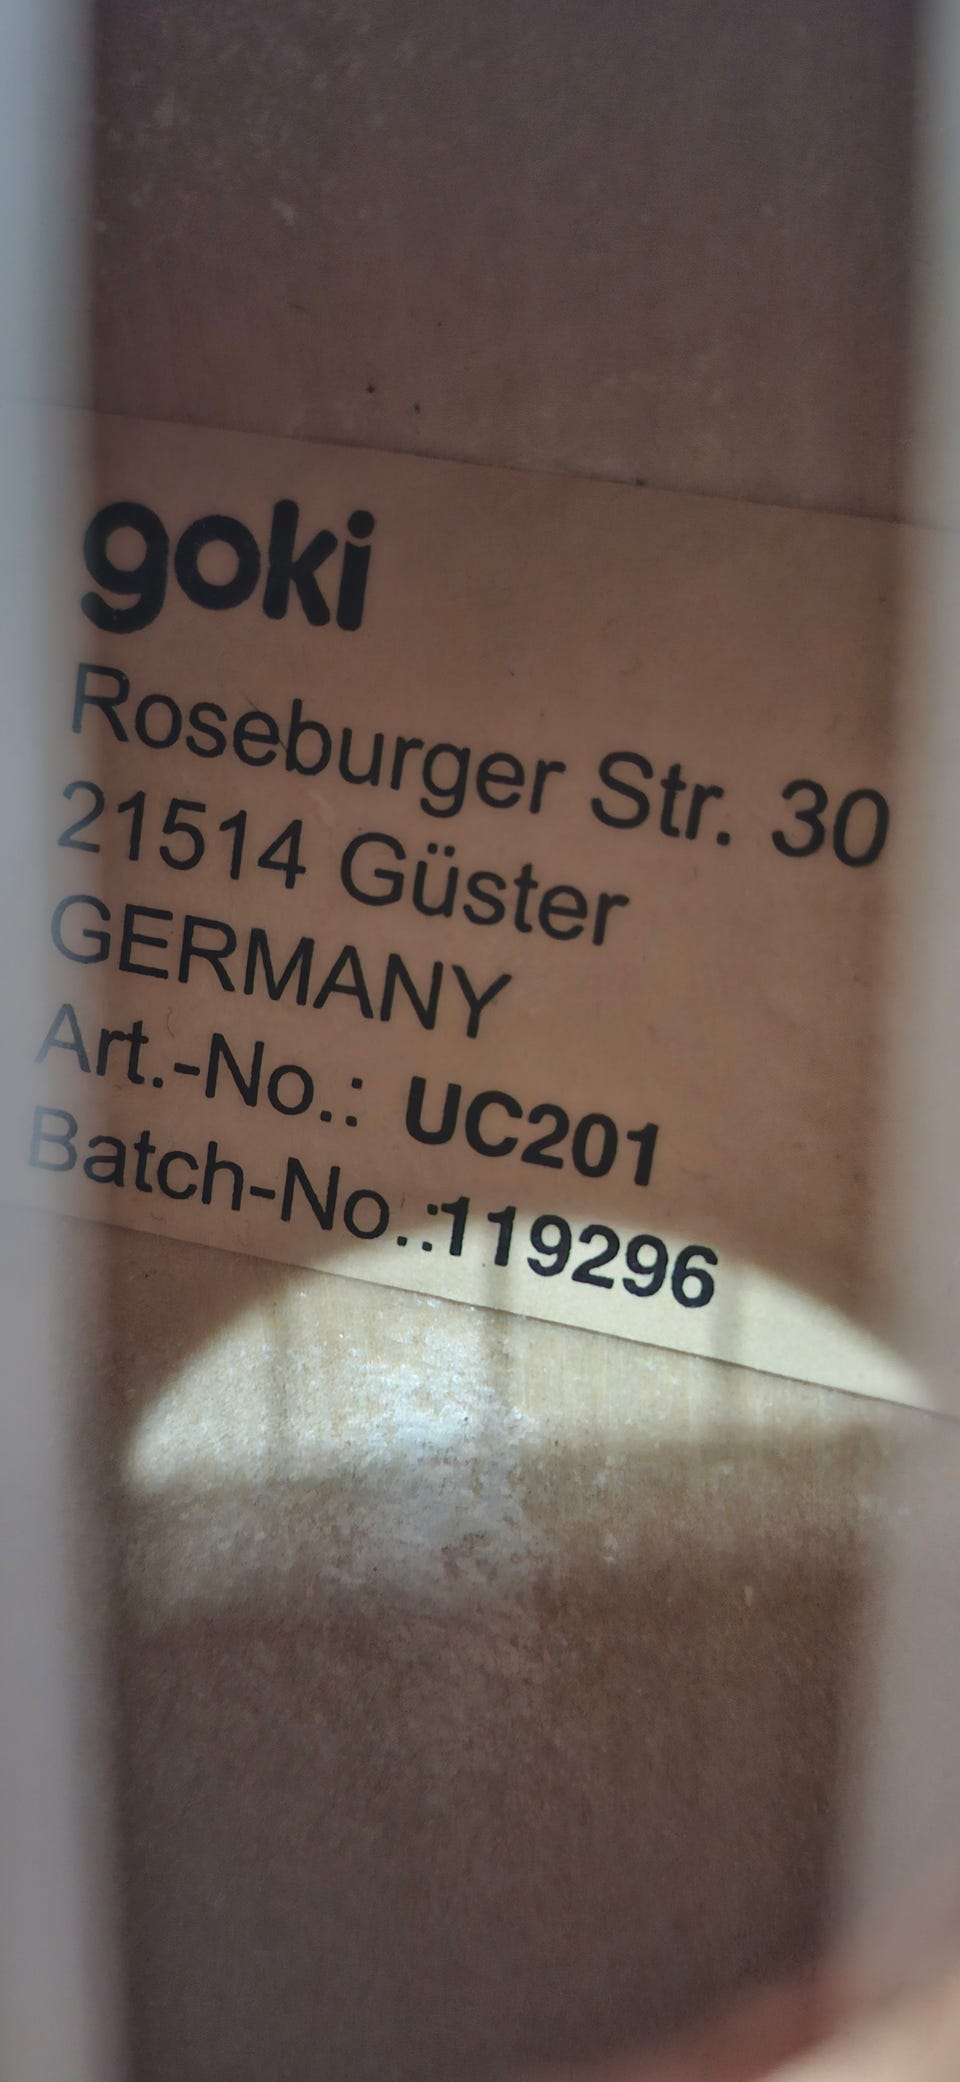 goki
Roseburger Str. 30
21514 Güster
GERMANY
Art.-No.: UC201
Batch-No.:119296